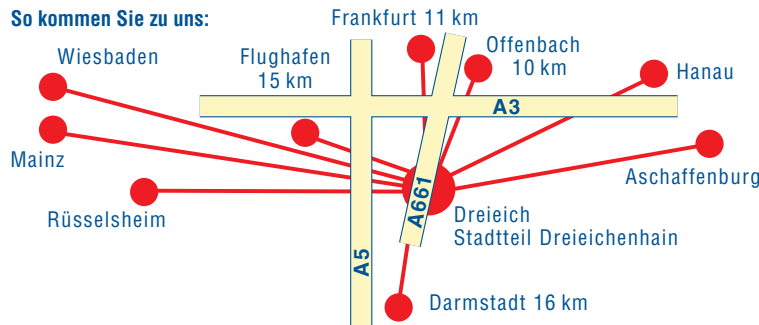 So kommen Sie zu uns:
Frankfurt 11 km
Wiesbaden
Flughafen
15 km
Offenbach
10 km
Hanau
A3
Mainz
Aschaffenburg
Rüsselsheim
A661
Dreieich
Stadtteil Dreieichenhain
A5
Darmstadt 16 km